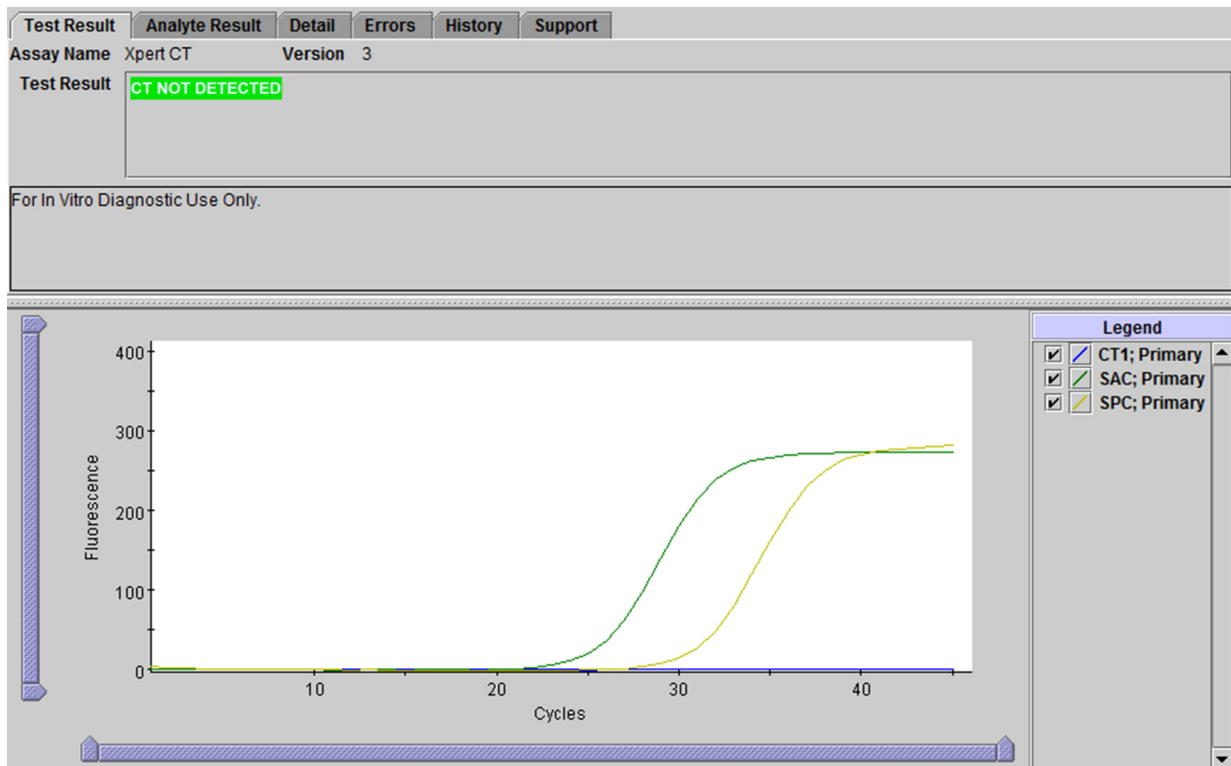 Test Result Analyte Result Detail Errors History Support
Assay Name Xpert CT Version 3
Test Result CT NOT DETECTED
For In Vitro Diagnostic Use Only.
Legend
CT1; Primary
SAC; Primary
SPC; Primary
400
300
200
100
0
Fluorescence
10 20 30 40
Cycles